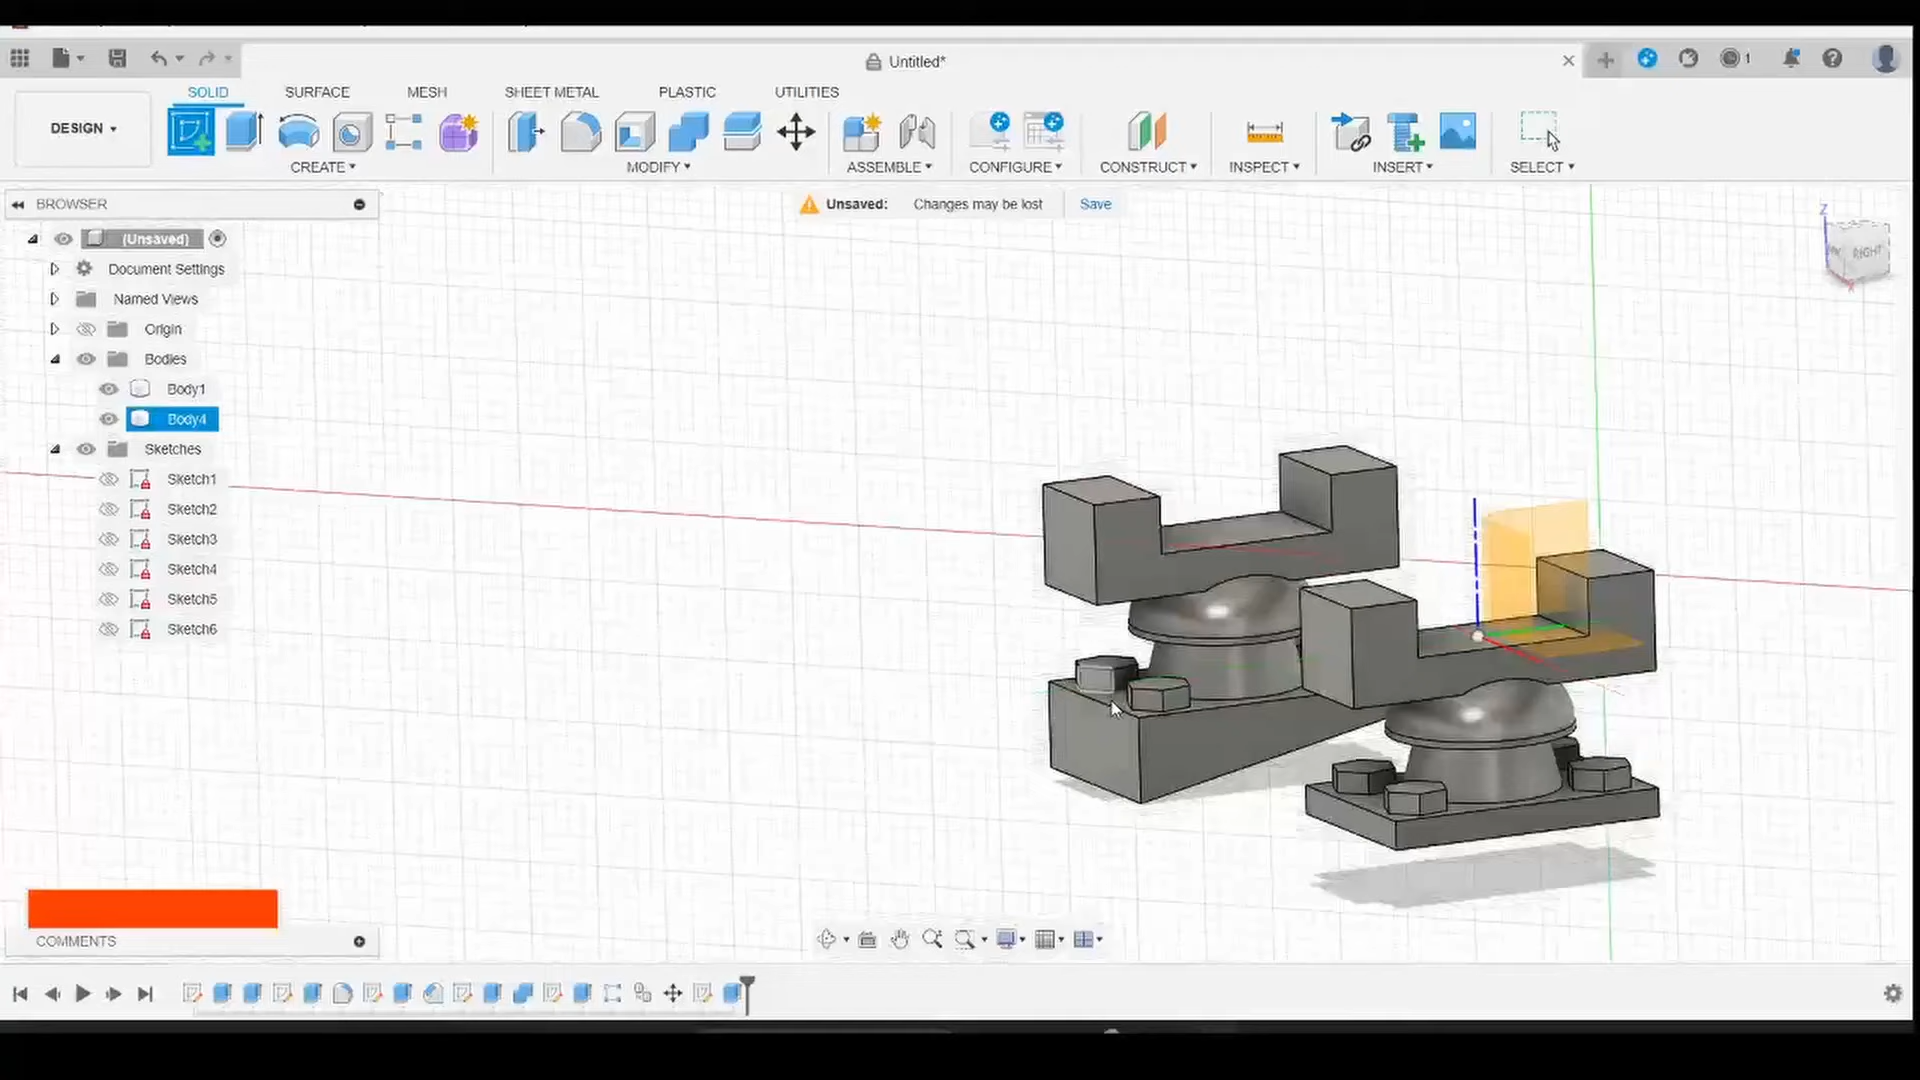 Untitled*
1
DESIGN
SOLID
SURFACE
MESH
SHEET METAL
PLASTIC
UTILITIES
CREATE
MODIFY
ASSEMBLE
CONFIGURE
CONSTRUCT
INSPECT
INSERT
SELECT
BROWSER
Unsaved: Changes may be lost Save
(Unsaved)
Document Settings
Named Views
Origin
Bodies
Body1
Body4
Sketches
Sketch1
Sketch2
Sketch3
Sketch4
Sketch5
Sketch6
Z
RIGHT
X
COMMENTS